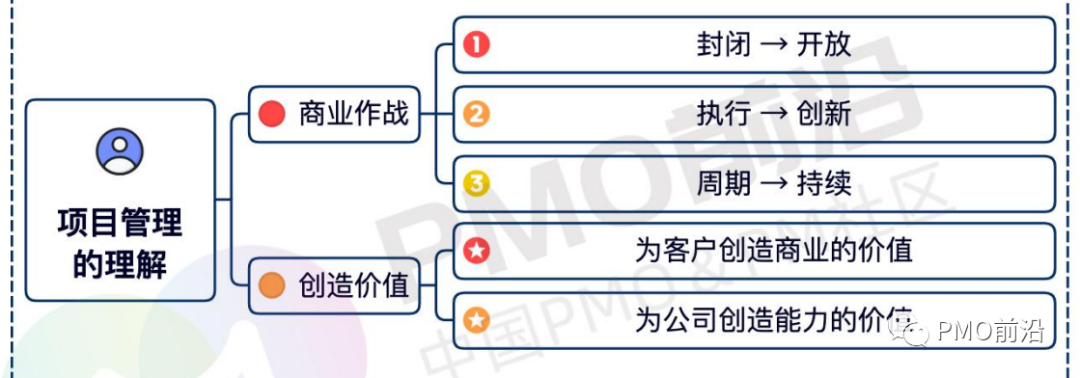 项目管理
的理解
商业作战
1
封闭 → 开放
2
执行 → 创新
3
周期 → 持续
创造价值
为客户创造商业的价值
为公司创造能力的价值
PMO前沿
中国PMO&PM社区
PMO前沿